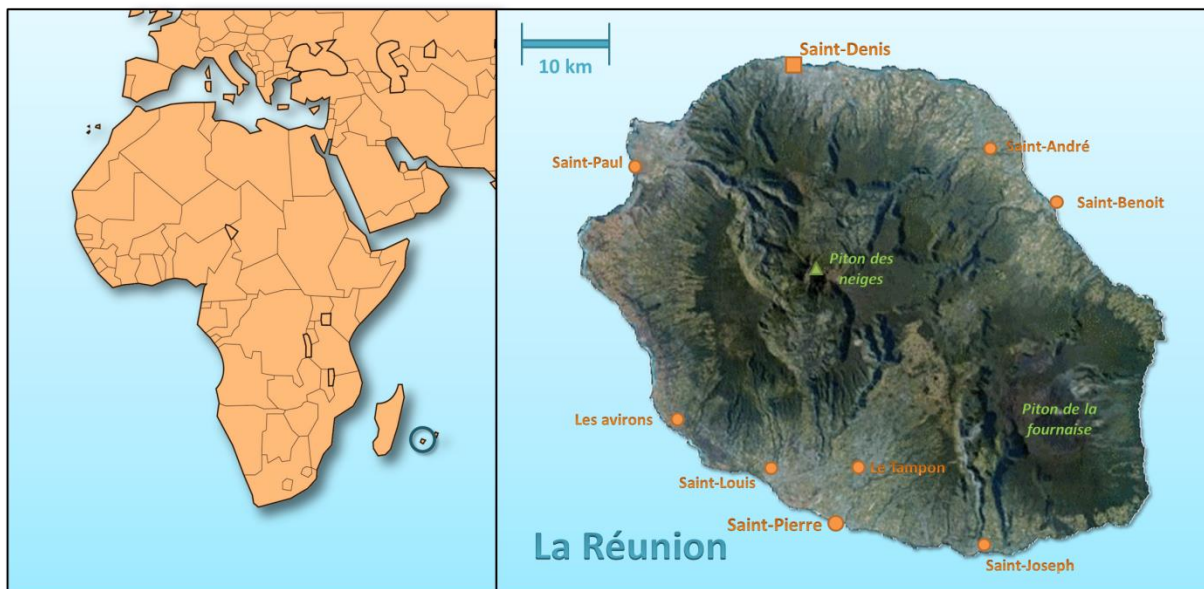 Saint-Denis
10 km
Saint-André
Saint-Paul
Saint-Benoit
Piton des
neiges
Piton de la
fournaise
Les avirons
Le Tampon
Saint-Louis
Saint-Pierre
La Réunion
Saint-Joseph